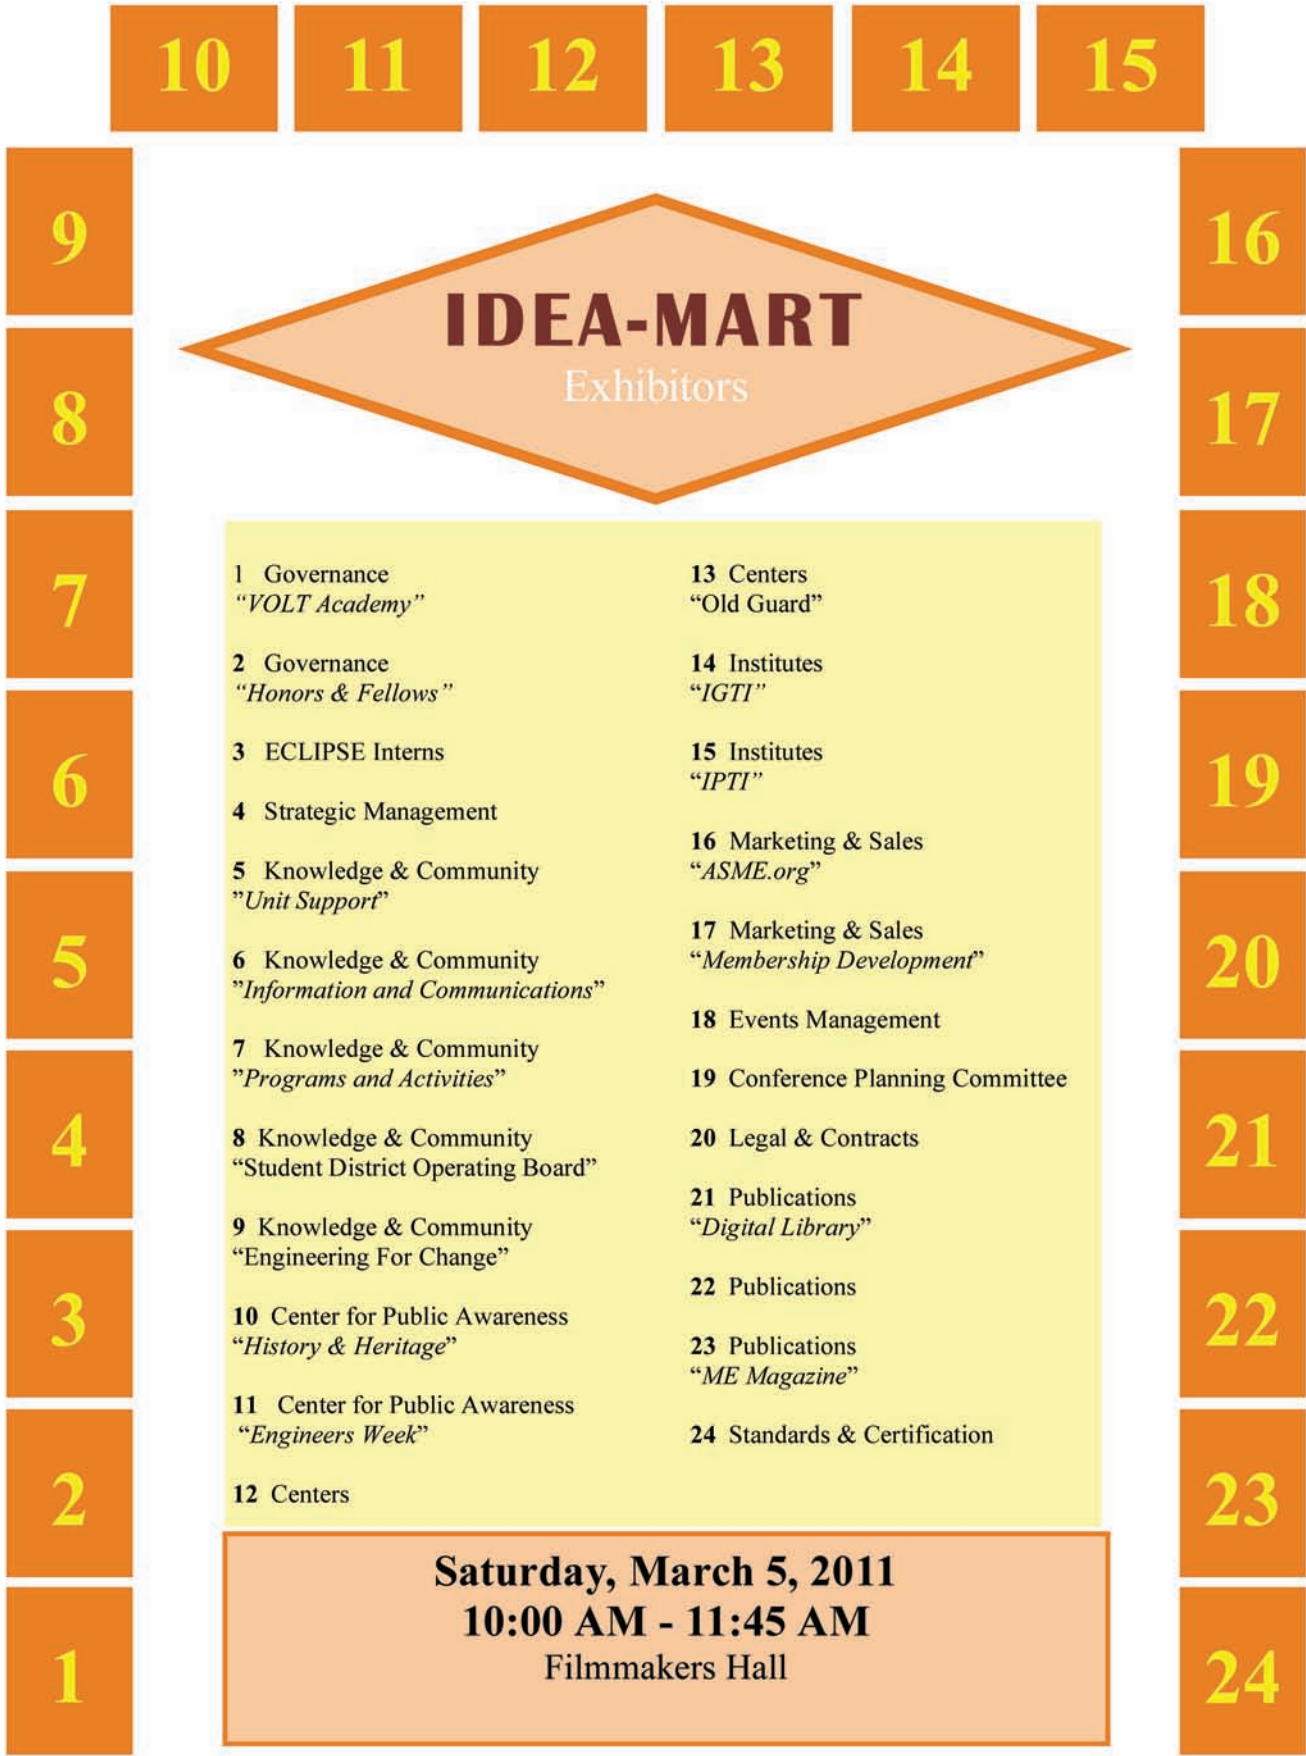 10 11 12 13 14 15
9
8
7
6
5
4
3
2
1
16
17
18
19
20
21
22
23
24
IDEA-MART
Exhibitors
1 Governance
“VOLT Academy”
2 Governance
“Honors & Fellows”
3 ECLIPSE Interns
4 Strategic Management
5 Knowledge & Community
”Unit Support”
6 Knowledge & Community
”Information and Communications”
7 Knowledge & Community
”Programs and Activities”
8 Knowledge & Community
“Student District Operating Board”
9 Knowledge & Community
“Engineering For Change”
10 Center for Public Awareness
“History & Heritage”
11 Center for Public Awareness
“Engineers Week”
12 Centers
13 Centers
“Old Guard”
14 Institutes
“IGTI”
15 Institutes
“IPTI”
16 Marketing & Sales
“ASME.org”
17 Marketing & Sales
“Membership Development”
18 Events Management
19 Conference Planning Committee
20 Legal & Contracts
21 Publications
“Digital Library”
22 Publications
23 Publications
“ME Magazine”
24 Standards & Certification
Saturday, March 5, 2011
10:00 AM - 11:45 AM
Filmmakers Hall